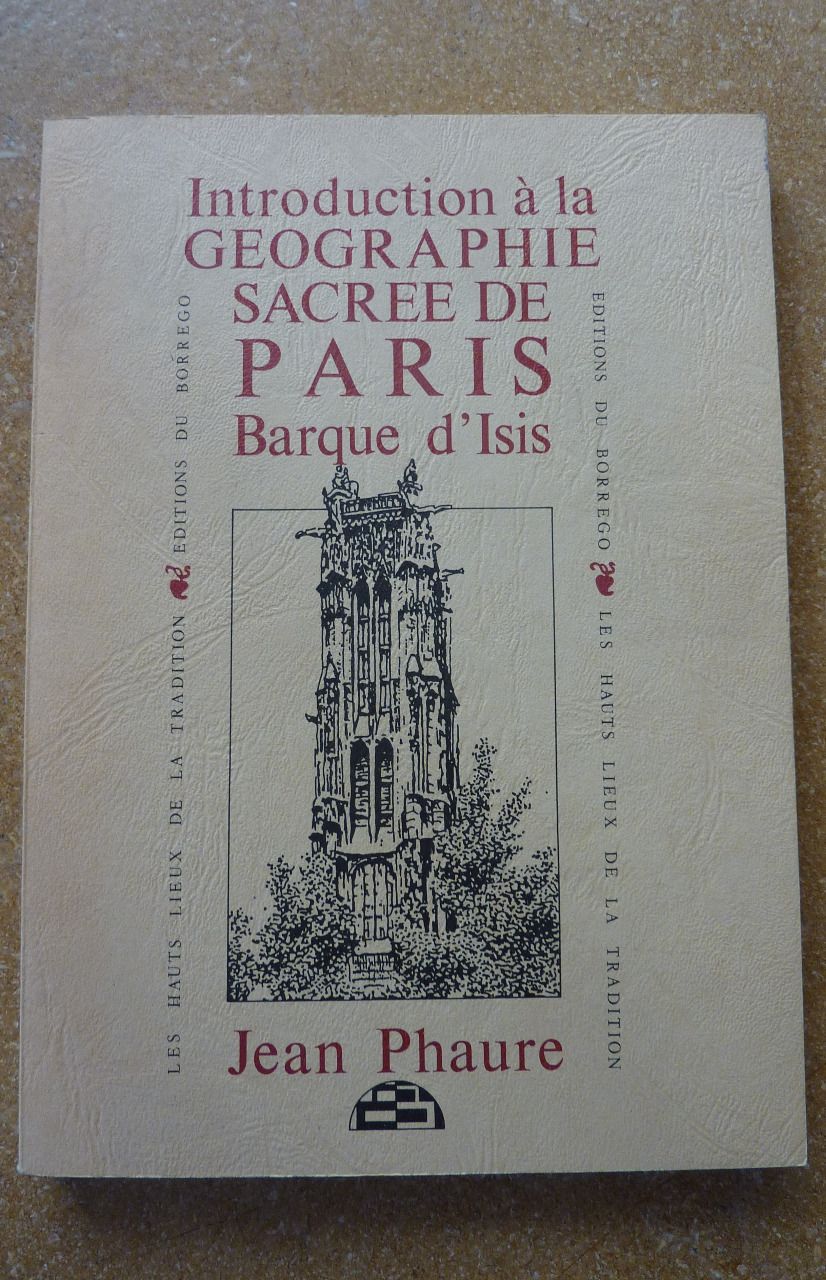 Introduction à la
GEOGRAPHIE
SACREE DE
PARIS
Barque d'Isis
LES HAUTS LIEUX DE LA TRADITION EDITIONS DU BORREGO
EDITIONS DU BORREGO LES HAUTS LIEUX DE LA TRADITION
Jean Phaure